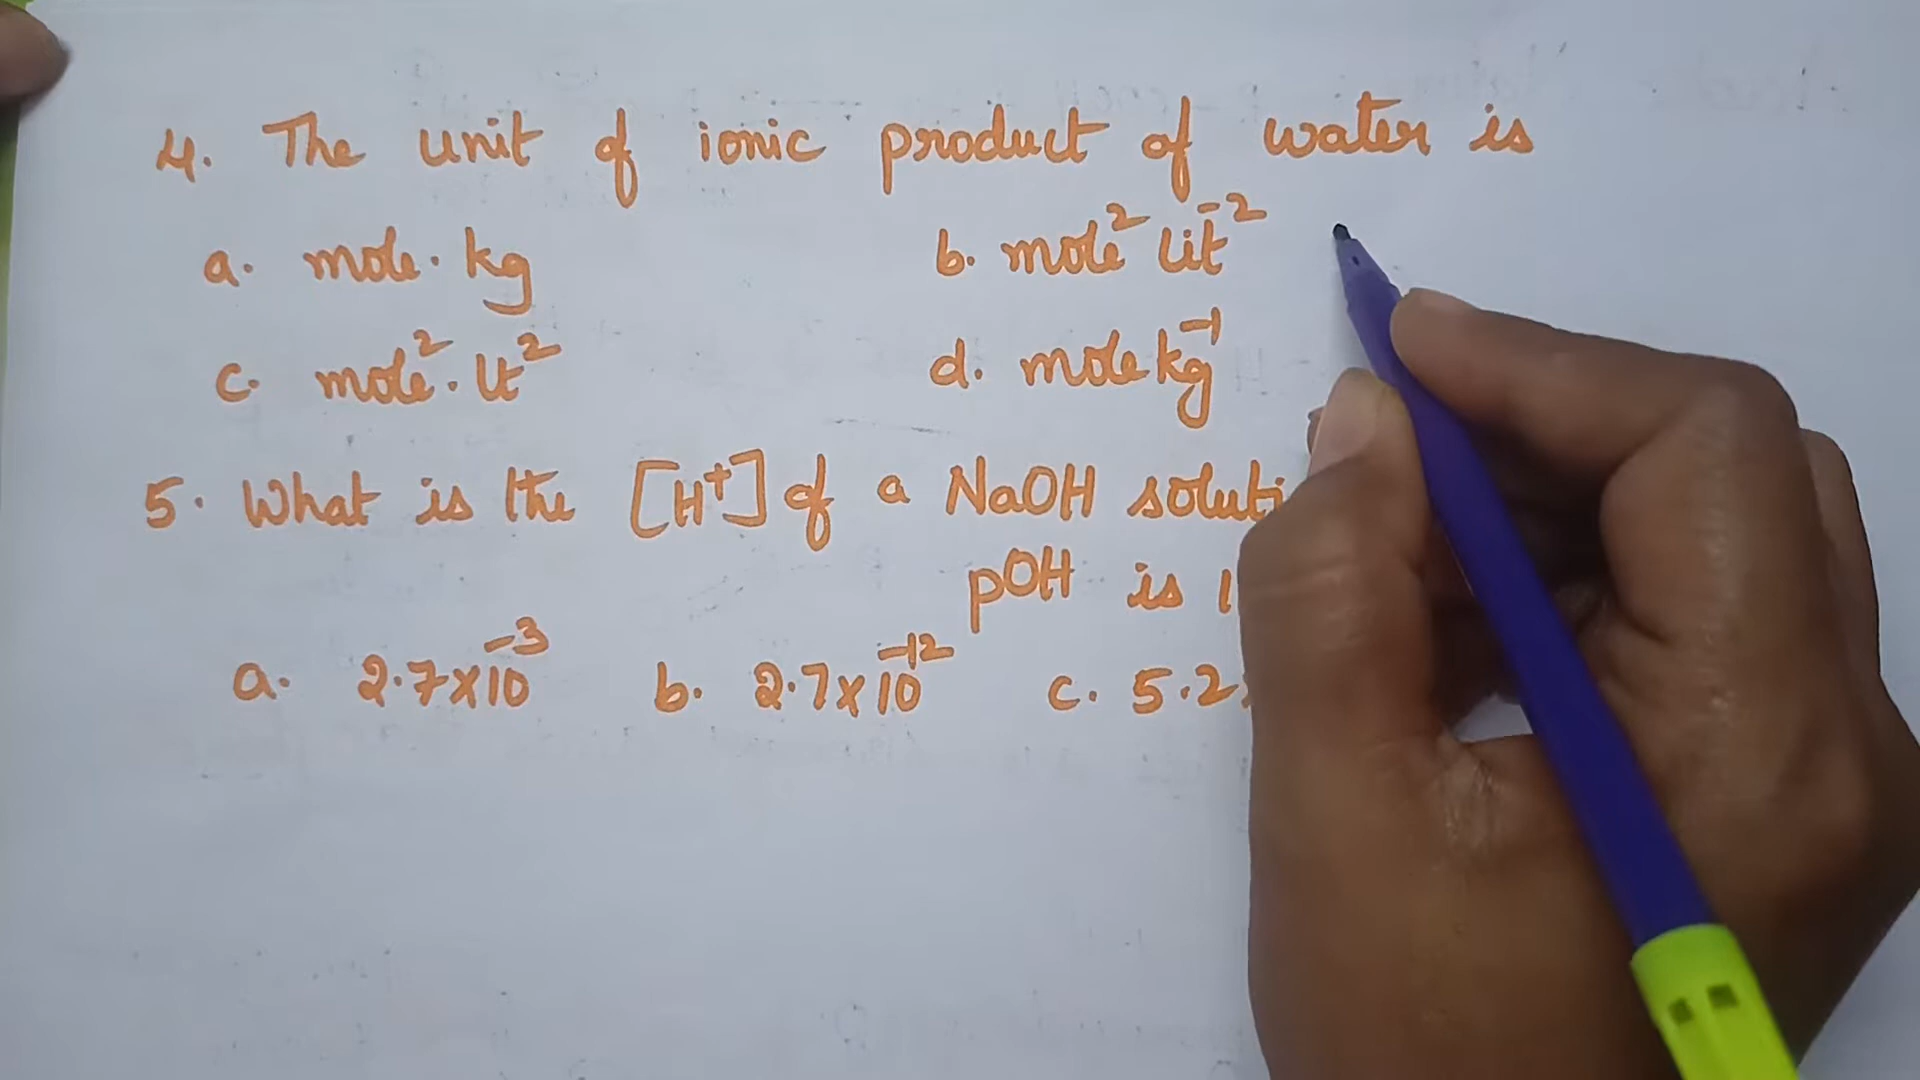 4. The unit of ionic product of water is
a. mole. kg b. mole² lit⁻²
c. mole². lt² d. mole kg⁻¹
5. What is the [H⁺] of a NaOH
pOH is
a. 2.7x10⁻³ b. 2.7x10⁻¹² c. 5.2